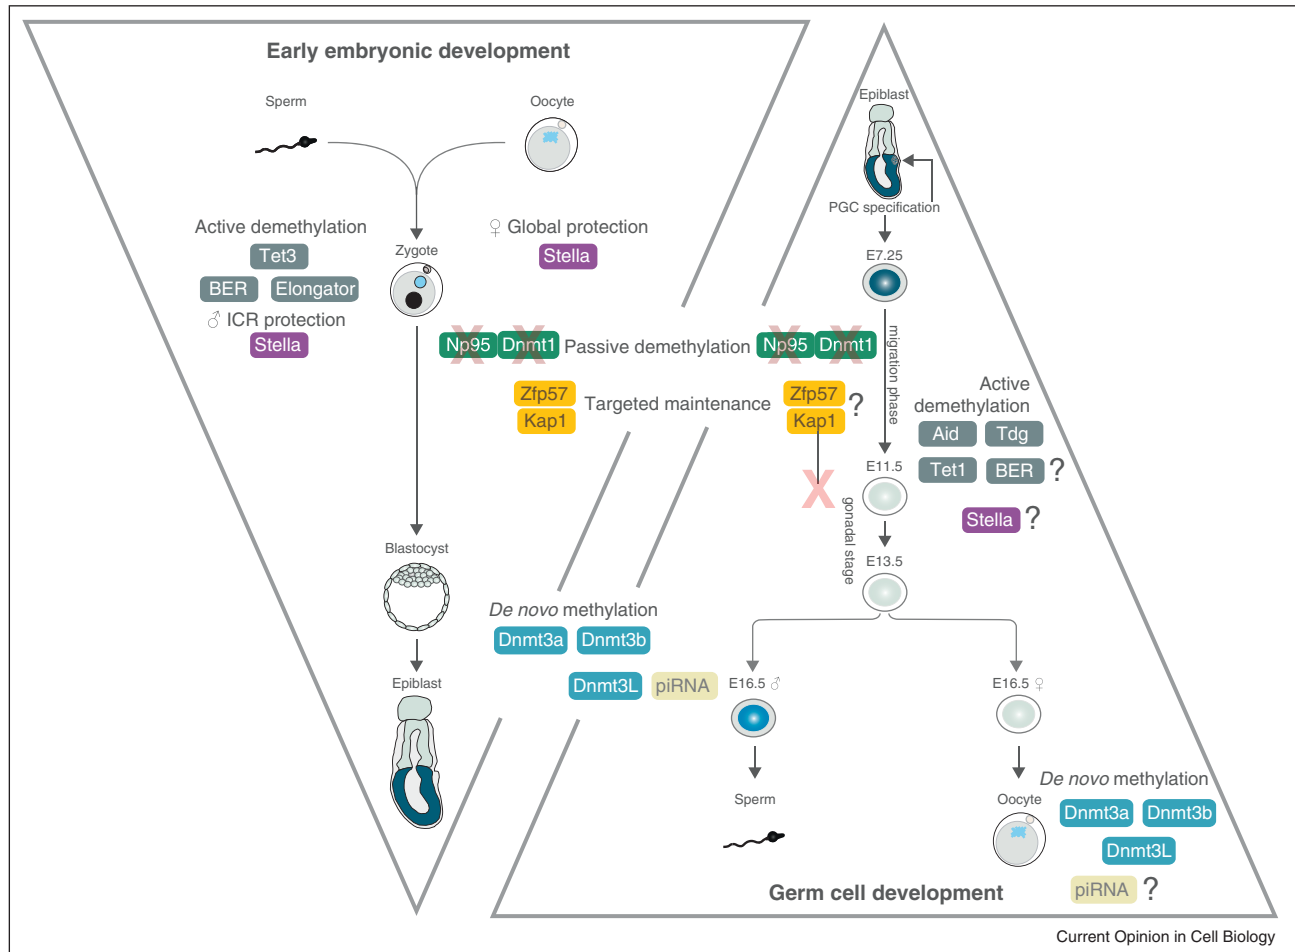 Early embryonic development
Sperm
Oocyte
Active demethylation
Tet3
BER
Elongator
♂ ICR protection
Stella
Zygote
♀ Global protection
Stella
Np95
Dnmt1
Passive demethylation
Np95
Dnmt1
Zfp57
Kap1
Targeted maintenance
Zfp57
Kap1
?
X
Blastocyst
De novo methylation
Dnmt3a
Dnmt3b
Dnmt3L
piRNA
Epiblast
Epiblast
PGC specification
E7.25
migration phase
Active
demethylation
Aid
Tdg
Tet1
BER
?
Stella
?
E11.5
gonadal stage
E13.5
E16.5 ♂
E16.5 ♀
Sperm
Oocyte
De novo methylation
Dnmt3a
Dnmt3b
Dnmt3L
piRNA
?
Germ cell development
Current Opinion in Cell Biology